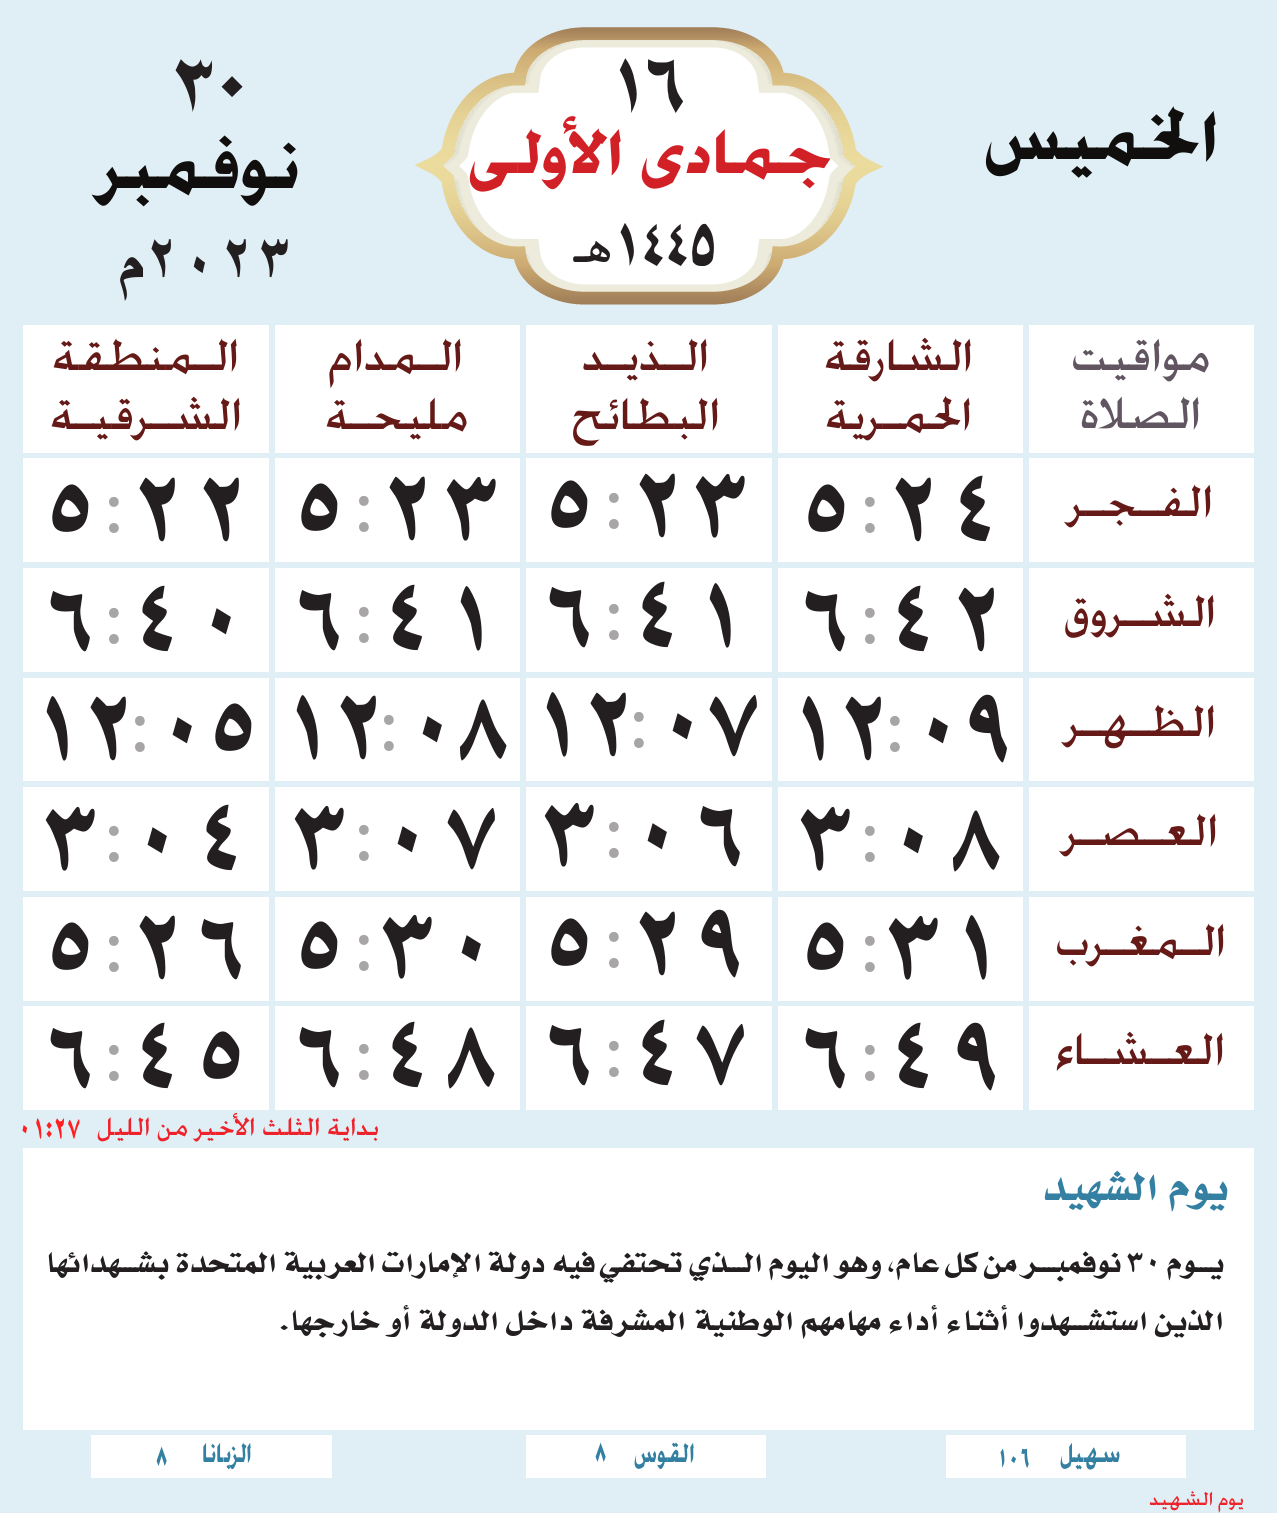 الخميس
١٦
جمادى الأولى
١٤٤٥هـ
٣٠
نوفمبر
٢٠٢٣م
مواقيت الصلاة
الشارقة الحمرية
الذيد البطائح
المدام مليحة
المنطقة الشرقية
الفجر ٥:٢٤ ٥:٢٣ ٥:٢٣ ٥:٢٢
الشروق ٦:٤٢ ٦:٤١ ٦:٤١ ٦:٤٠
الظهر ١٢:٠٩ ١٢:٠٧ ١٢:٠٨ ١٢:٠٥
العصر ٣:٠٨ ٣:٠٦ ٣:٠٧ ٣:٠٤
المغرب ٥:٣١ ٥:٢٩ ٥:٣٠ ٥:٢٦
العشاء ٦:٤٩ ٦:٤٧ ٦:٤٨ ٦:٤٥
بداية الثلث الأخير من الليل ٠١:٢٧
يوم الشهيد
يوم ٣٠ نوفمبر من كل عام، وهو اليوم الذي تحتفي فيه دولة الإمارات العربية المتحدة بشهدائها
الذين استشهدوا أثناء أداء مهامهم الوطنية المشرفة داخل الدولة أو خارجها.
سهيل ١٠٦
القوس ٨
الزبانا ٨
يوم الشهيد